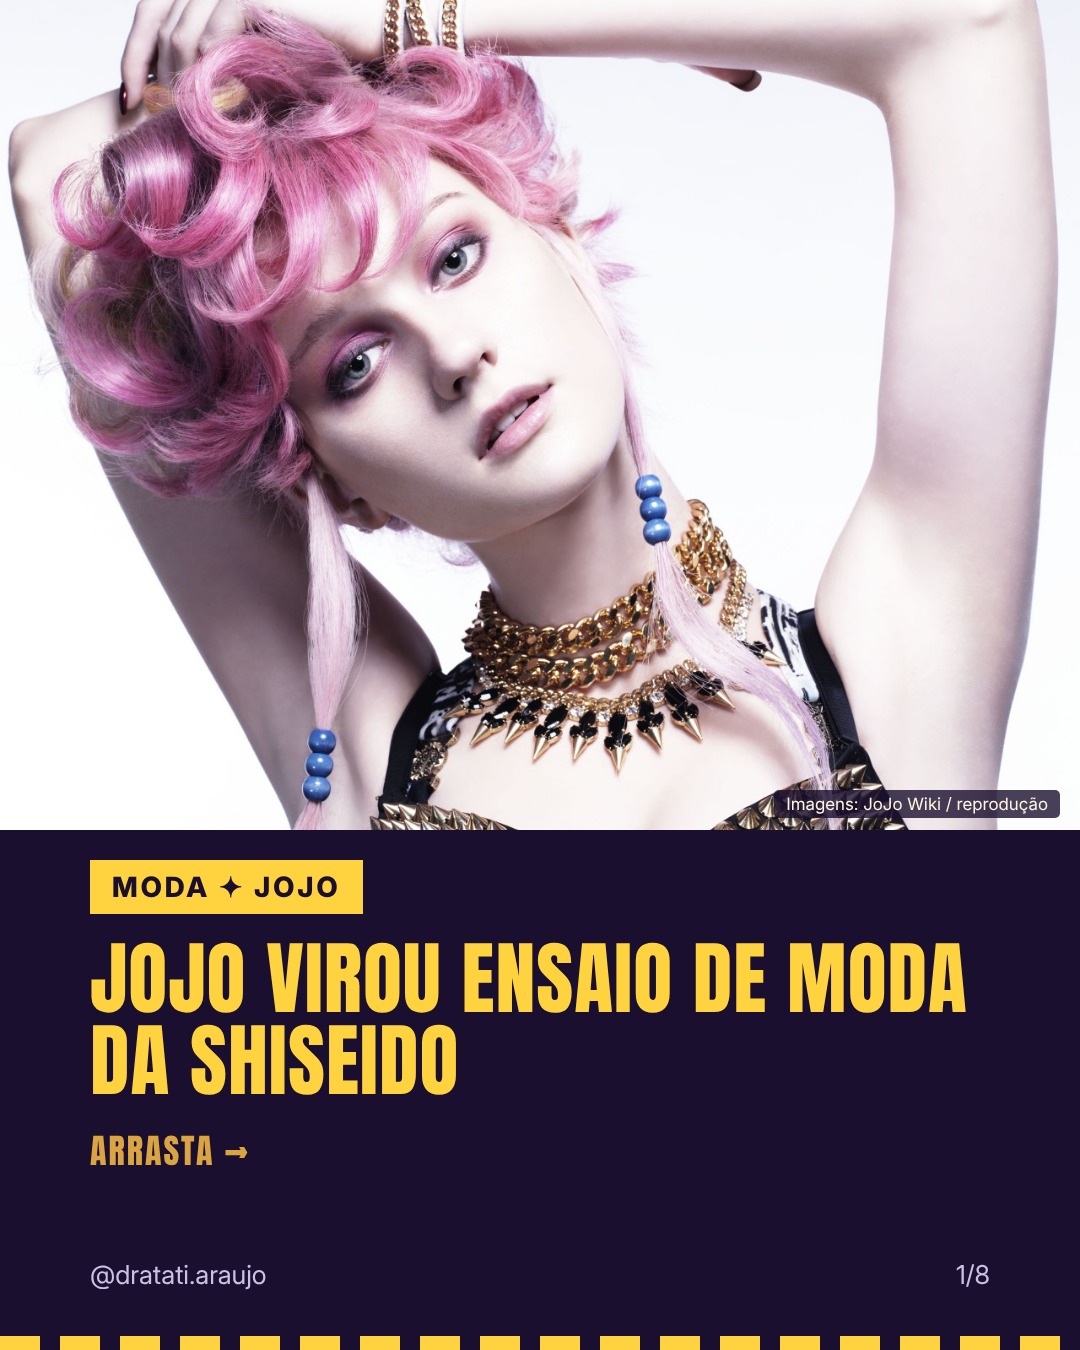 Imagens: JoJo Wiki / reprodução
MODA ✦ JOJO
JOJO VIROU ENSAIO DE MODA
DA SHISEIDO
ARRASTA →
@dratati.araujo
1/8